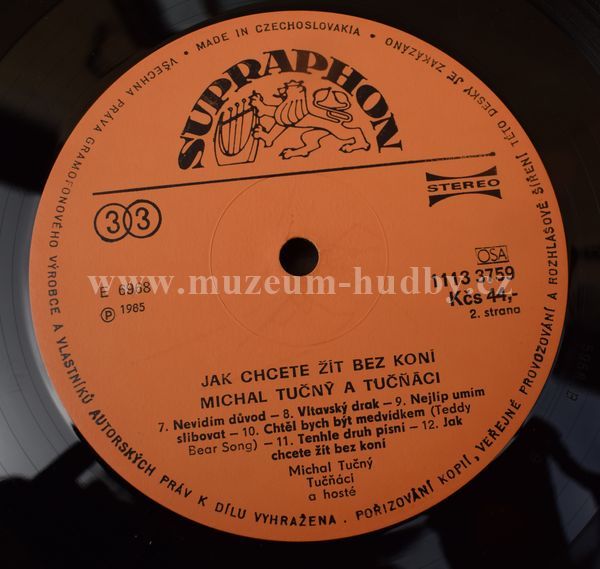 VŠECHNA PRÁVA GRAMOFONOVÉHO VÝROBCE A VLASTNÍKŮ AUTORSKÝCH PRÁV K DÍLU VYHRAŽENA. POŘIZOVÁNÍ KOPIÍ, VEŘEJNÉ PROVOZOVÁNÍ A ROZHLASOVÉ ŠÍŘENÍ TÉTO DESKY JE ZAKÁZÁNO • MADE IN CZECHOSLOVAKIA •
SUPRAPHON
33
STEREO
OSA
E 6968
1113 3759
Ⓟ 1985
Kčs 44,-
2. strana
www.muzeum-hudby.cz
JAK CHCETE ŽÍT BEZ KONÍ
MICHAL TUČNÝ A TUČŇÁCI
7. Nevidím důvod - 8. Vltavský drak - 9. Nejlíp umím
slibovat - 10. Chtěl bych být medvídkem (Teddy
Bear Song) - 11. Tenhle druh písní - 12. Jak
chcete žít bez koní
Michal Tučný
Tučňáci
a hosté